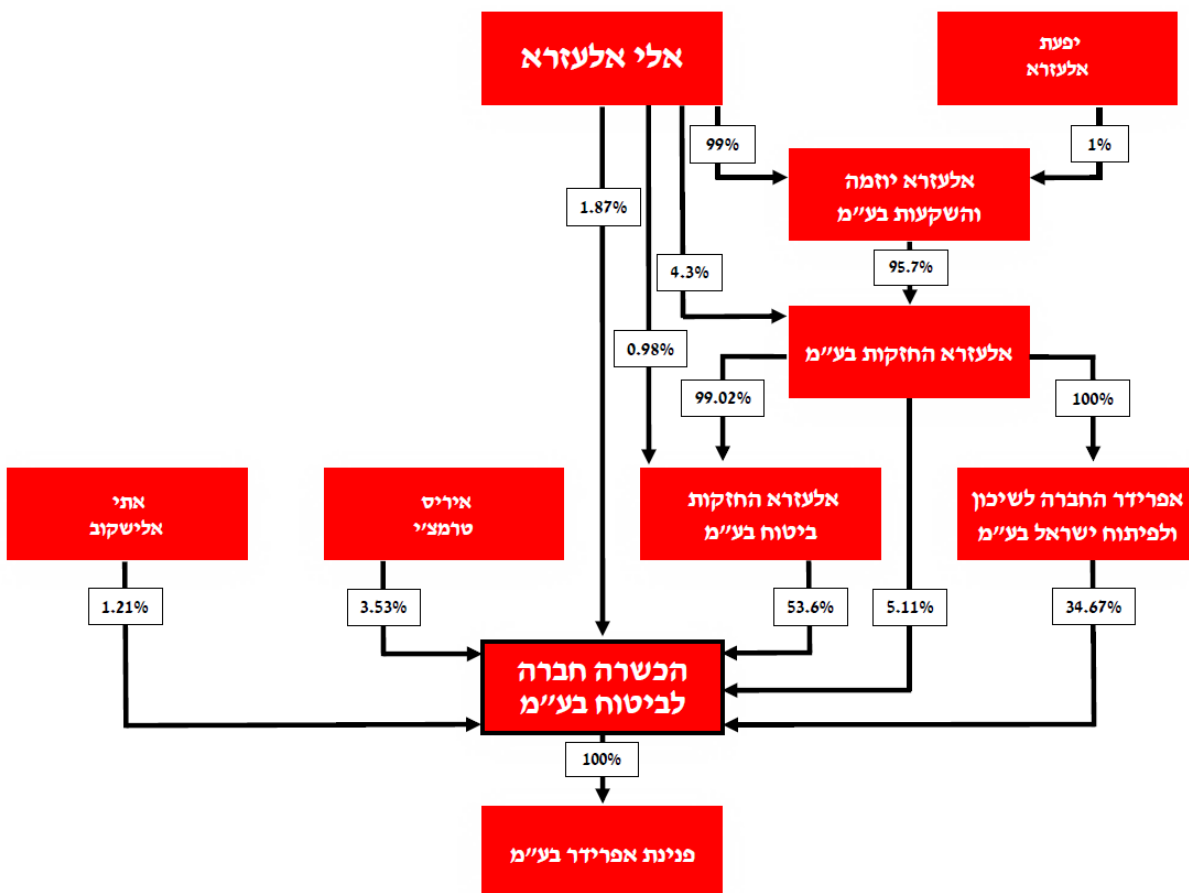 אלי אלעזרא
יפעת
אלעזרא
99%
1%
אלעזרא יוזמה
והשקעות בע״מ
1.87%
4.3%
95.7%
0.98%
אלעזרא החזקות בע״מ
99.02%
100%
אתי
אלישקוב
איריס
טרמצ׳י
אלעזרא החזקות
ביטוח בע״מ
אפרידר החברה לשיכון
ולפיתוח ישראל בע״מ
1.21%
3.53%
53.6%
5.11%
34.67%
הכשרה חברה
לביטוח בע״מ
100%
פנינת אפרידר בע״מ